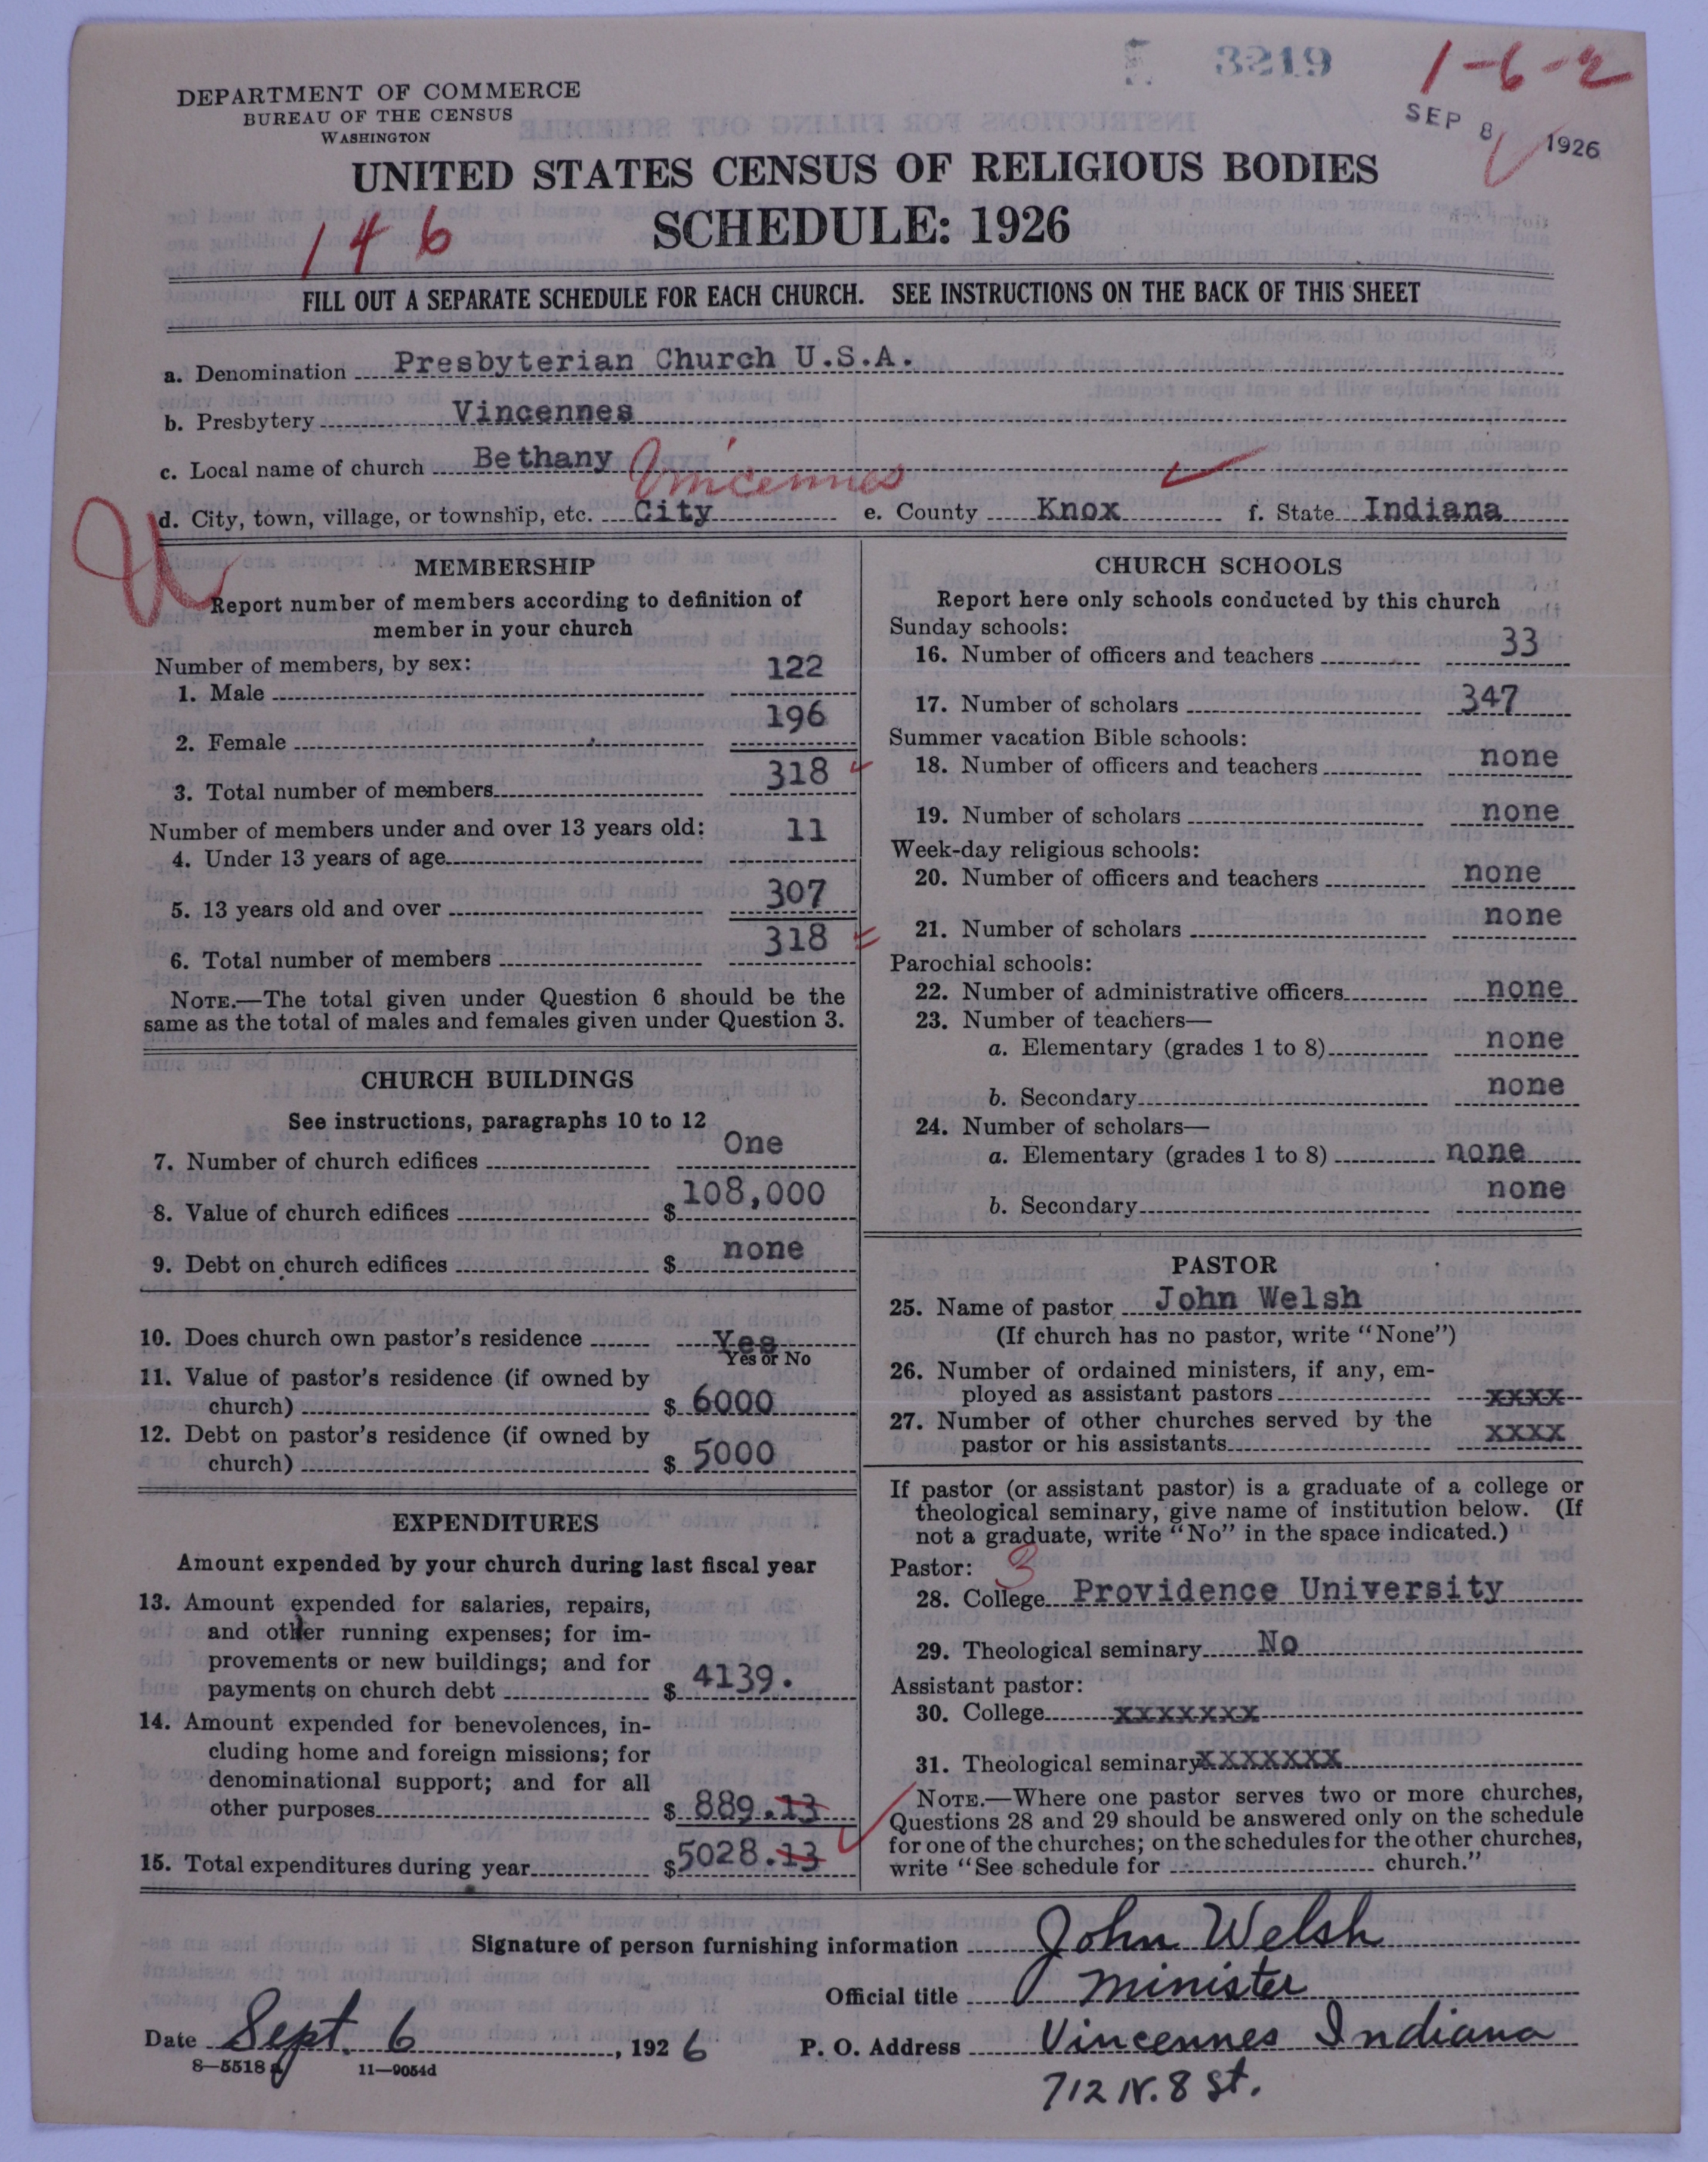 3219
1-6-2
SEP 8 1926
DEPARTMENT OF COMMERCE
BUREAU OF THE CENSUS
WASHINGTON
UNITED STATES CENSUS OF RELIGIOUS BODIES
SCHEDULE: 1926
146
FILL OUT A SEPARATE SCHEDULE FOR EACH CHURCH. SEE INSTRUCTIONS ON THE BACK OF THIS SHEET
a. Denomination Presbyterian Church U.S.A.
b. Presbytery Vincennes
c. Local name of church Bethany
Vincennes
d. City, town, village, or township, etc. City e. County Knox f. State Indiana
MEMBERSHIP
Report number of members according to definition of
member in your church
Number of members, by sex:
1. Male 122
2. Female 196
3. Total number of members 318
Number of members under and over 13 years old:
4. Under 13 years of age 11
5. 13 years old and over 307
6. Total number of members 318
NOTE.—The total given under Question 6 should be the
same as the total of males and females given under Question 3.
CHURCH BUILDINGS
See instructions, paragraphs 10 to 12
7. Number of church edifices One
8. Value of church edifices $ 108,000
9. Debt on church edifices $ none
10. Does church own pastor's residence Yes
Yes or No
11. Value of pastor's residence (if owned by
church) $ 6000
12. Debt on pastor's residence (if owned by
church) $ 5000
EXPENDITURES
Amount expended by your church during last fiscal year
13. Amount expended for salaries, repairs,
and other running expenses; for im-
provements or new buildings; and for
payments on church debt $ 4139.
14. Amount expended for benevolences, in-
cluding home and foreign missions; for
denominational support; and for all
other purposes $ 889.13
15. Total expenditures during year $ 5028.13
CHURCH SCHOOLS
Report here only schools conducted by this church
Sunday schools:
16. Number of officers and teachers 33
17. Number of scholars 347
Summer vacation Bible schools:
18. Number of officers and teachers none
19. Number of scholars none
Week-day religious schools:
20. Number of officers and teachers none
21. Number of scholars none
Parochial schools:
22. Number of administrative officers none
23. Number of teachers—
a. Elementary (grades 1 to 8) none
b. Secondary none
24. Number of scholars—
a. Elementary (grades 1 to 8) none
b. Secondary none
PASTOR
25. Name of pastor John Welsh
(If church has no pastor, write "None")
26. Number of ordained ministers, if any, em-
ployed as assistant pastors xxxx
27. Number of other churches served by the
pastor or his assistants xxxx
If pastor (or assistant pastor) is a graduate of a college or
theological seminary, give name of institution below. (If
not a graduate, write "No" in the space indicated.)
Pastor: 3
28. College Providence University
29. Theological seminary No
Assistant pastor:
30. College xxxxxxx
31. Theological seminary xxxxxxx
NOTE.—Where one pastor serves two or more churches,
Questions 28 and 29 should be answered only on the schedule
for one of the churches; on the schedules for the other churches,
write "See schedule for church."
Signature of person furnishing information John Welsh
Official title minister
Date Sept. 6, 1926 P. O. Address Vincennes Indiana
8—5518a 11—9054d
712 N. 8 St.